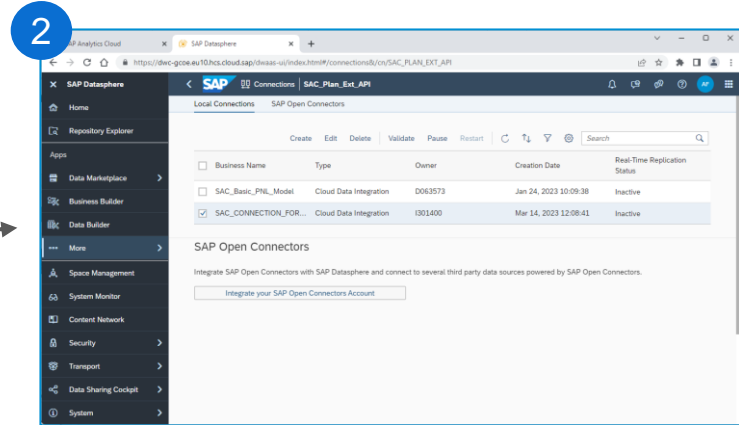 2
AP Analytics Cloud
SAP Datasphere
https://dwc-gcoe.eu10.hcs.cloud.sap/dwaas-ui/index.html#/connections&/cn/SAC_PLAN_EXT_API
SAP Datasphere
SAP Connections SAC_Plan_Ext_API
Home
Local Connections SAP Open Connectors
Repository Explorer
Create Edit Delete Validate Pause Restart Search
Apps
Business Name Type Owner Creation Date Real-Time Replication Status
Data Marketplace
SAC_Basic_PNL_Model Cloud Data Integration D063573 Jan 24, 2023 10:09:38 Inactive
Business Builder
SAC_CONNECTION_FOR... Cloud Data Integration I301400 Mar 14, 2023 12:08:41 Inactive
Data Builder
More
SAP Open Connectors
Space Management
Integrate SAP Open Connectors with SAP Datasphere and connect to several third party data sources powered by SAP Open Connectors.
System Monitor
Integrate your SAP Open Connectors Account
Content Network
Security
Transport
Data Sharing Cockpit
System